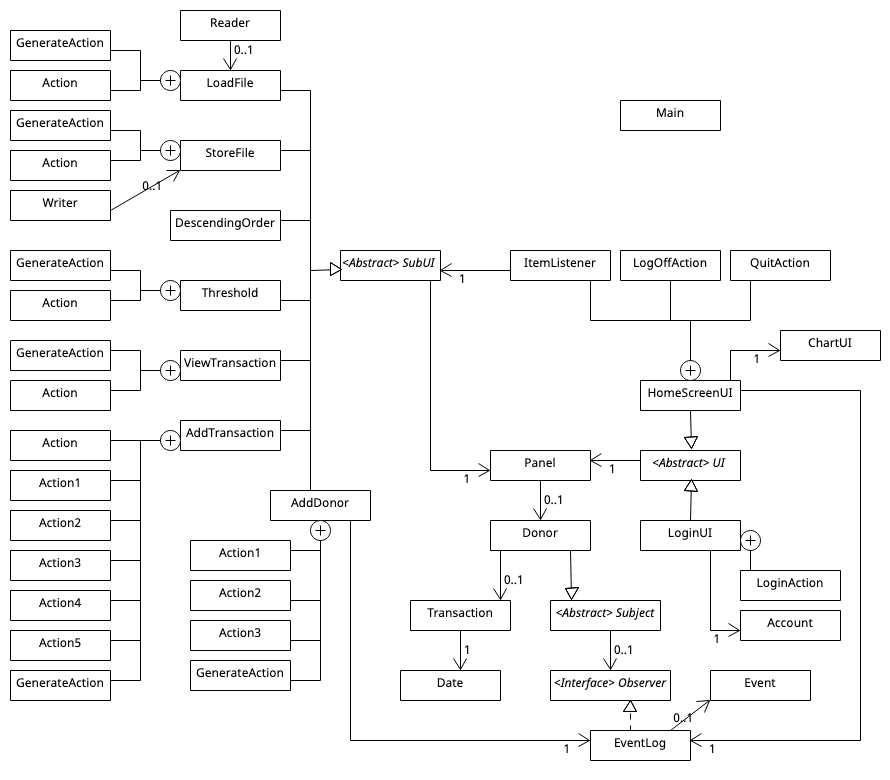 Reader
GenerateAction
0..1
Action
LoadFile
Main
GenerateAction
StoreFile
Action
0..1
Writer
DescendingOrder
GenerateAction
<Abstract> SubUI
ItemListener
LogOffAction
QuitAction
1
Action
Threshold
GenerateAction
ChartUI
1
ViewTransaction
Action
HomeScreenUI
Action
AddTransaction
Panel
1
<Abstract> UI
1
Action1
AddDonor
0..1
Action2
Donor
LoginUI
Action3
Action1
0..1
LoginAction
Action4
Action2
Transaction
<Abstract> Subject
Account
1
Action5
Action3
1
0..1
GenerateAction
GenerateAction
Date
<Interface> Observer
Event
0..1
EventLog
1
1